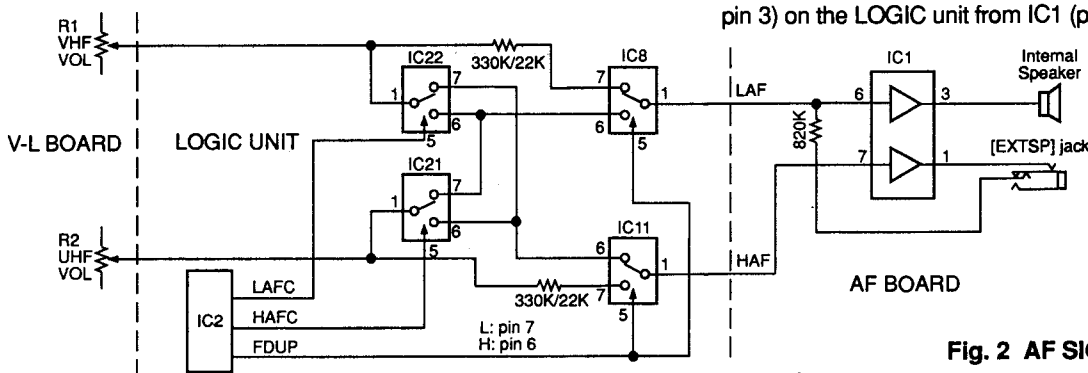 pin 3) on the LOGIC unit from IC1 (p
R1
VHF
VOL
IC22
7
1
6
5
330K/22K
IC8
7
1
6
5
LAF
IC1
6
3
7
1
Internal
Speaker
820K
[EXTSP] jack
V-L BOARD
LOGIC UNIT
IC21
7
1
6
5
R2
UHF
VOL
IC11
6
1
7
5
HAF
330K/22K
AF BOARD
IC2
LAFC
HAFC
FDUP
L: pin 7
H: pin 6
Fig. 2 AF SI